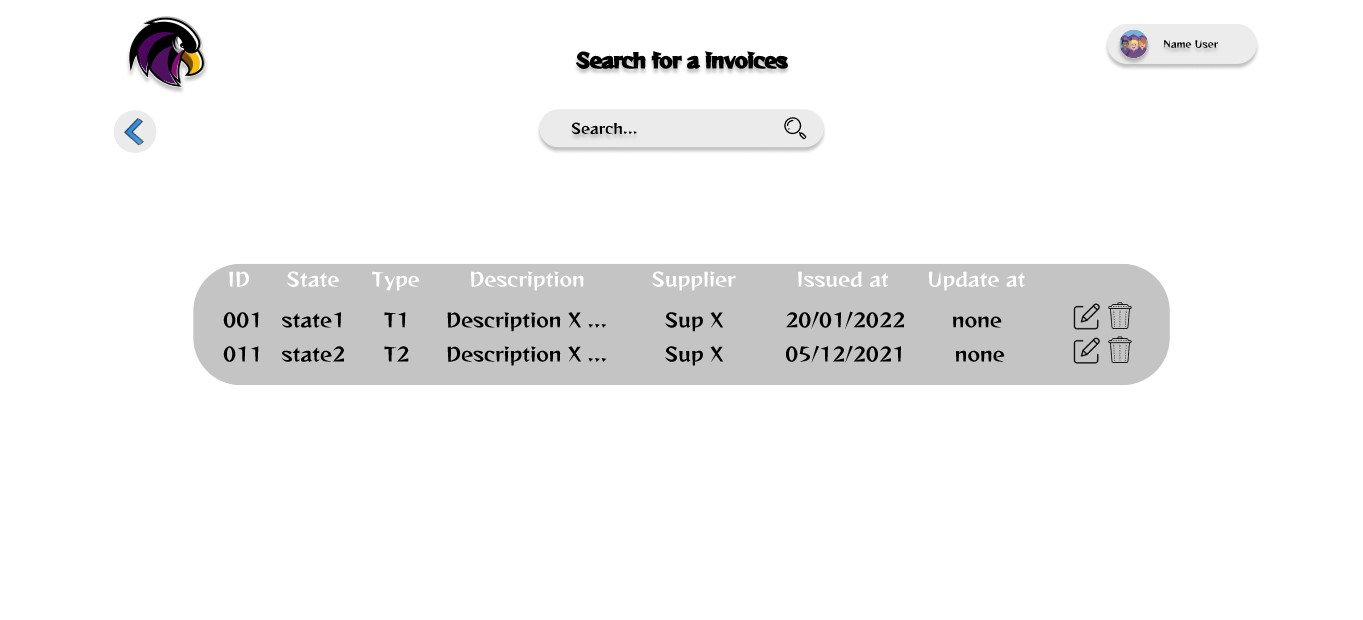 Search for a invoices
Name User
Search...
ID State Type Description Supplier Issued at Update at
001 state1 T1 Description X ... Sup X 20/01/2022 none
011 state2 T2 Description X ... Sup X 05/12/2021 none